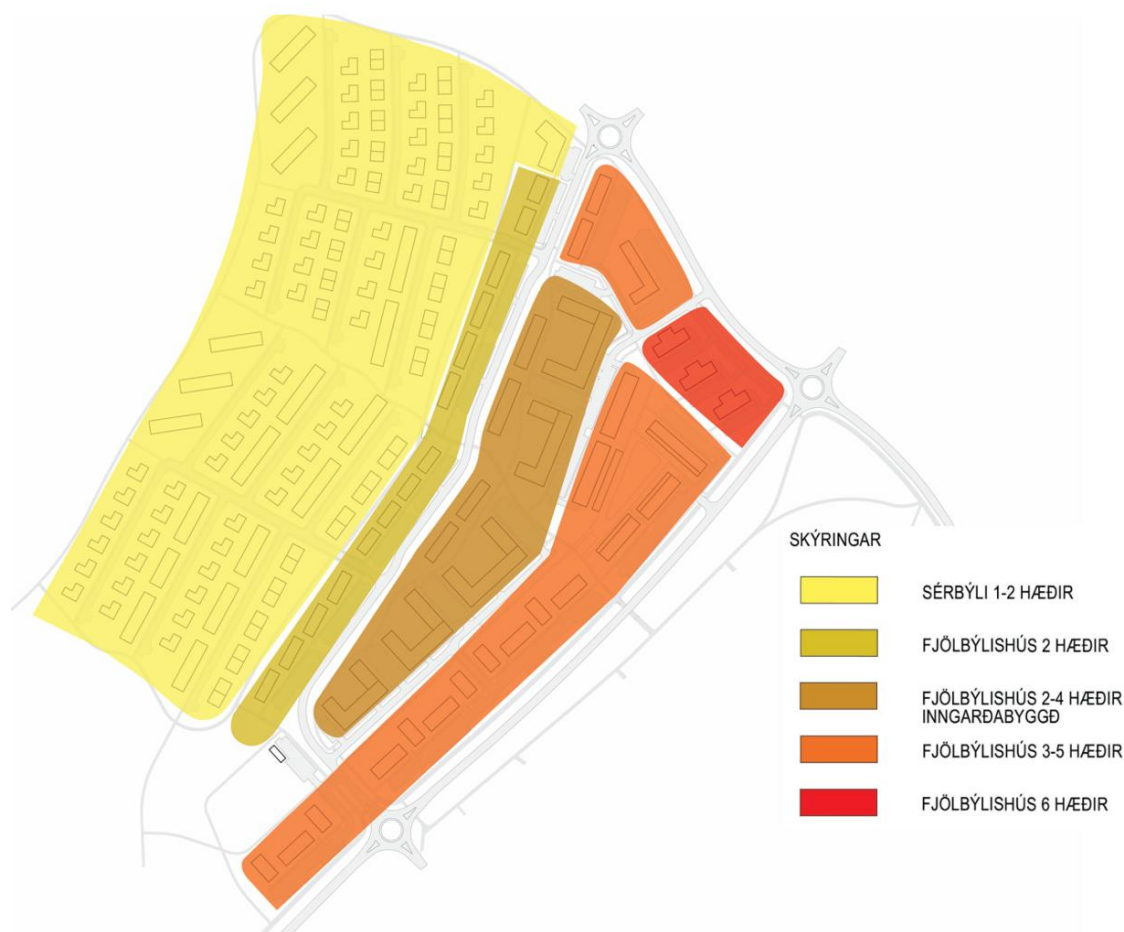 SKÝRINGAR
SÉRBÝLI 1-2 HÆÐIR
FJÖLBÝLISHÚS 2 HÆÐIR
FJÖLBÝLISHÚS 2-4 HÆÐIR
INNGARÐABYGGÐ
FJÖLBÝLISHÚS 3-5 HÆÐIR
FJÖLBÝLISHÚS 6 HÆÐIR